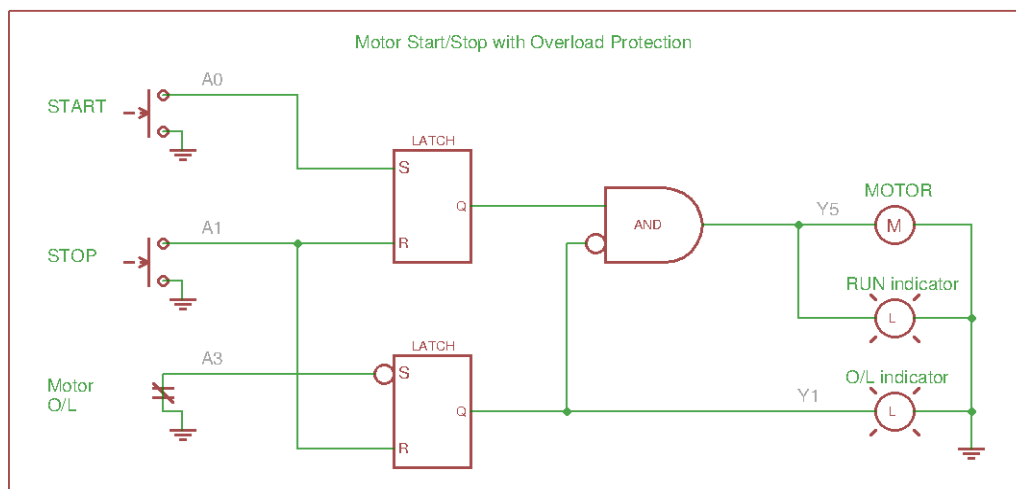 Motor Start/Stop with Overload Protection
A0
START
LATCH
S
Q
R
AND
MOTOR
Y5
M
A1
STOP
RUN indicator
L
LATCH
A3
S
Motor
O/L
Q
R
O/L indicator
Y1
L